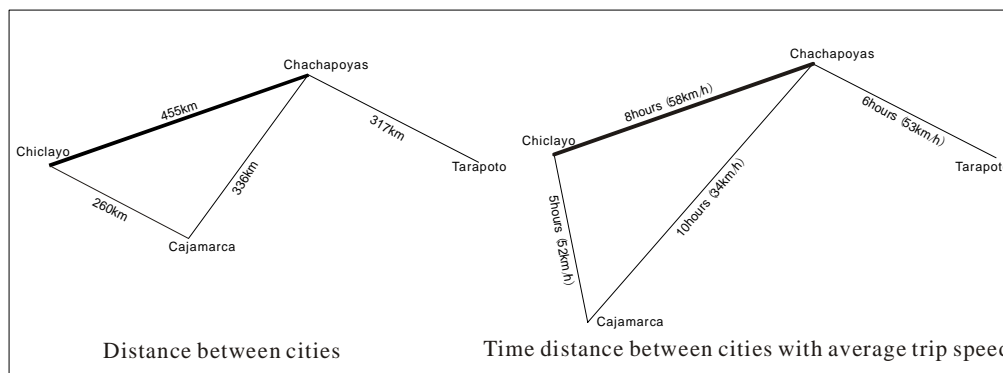 Chachapoyas
455km
317km
Chiclayo
336km
Tarapoto
260km
Cajamarca
Distance between cities
Chachapoyas
8hours (58km/h)
6hours (53km/h)
Chiclayo
Tarapoto
5hours (52km/h)
10hours (34km/h)
Cajamarca
Time distance between cities with average trip speed